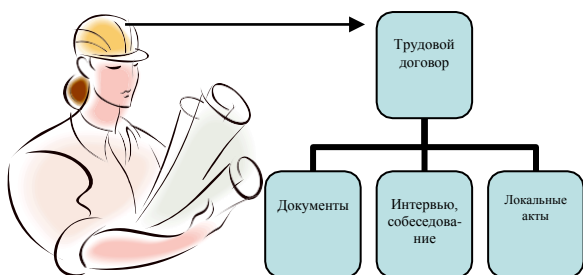 Трудовой
договор
Документы
Интервью,
собеседова-
ние
Локальные
акты